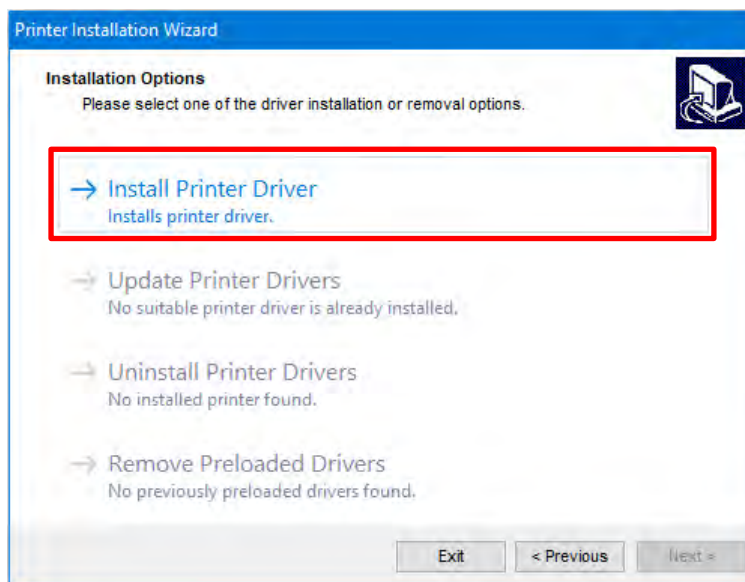 Printer Installation Wizard
Installation Options
Please select one of the driver installation or removal options.
Install Printer Driver
Installs printer driver.
Update Printer Drivers
No suitable printer driver is already installed.
Uninstall Printer Drivers
No installed printer found.
Remove Preloaded Drivers
No previously preloaded drivers found.
Exit < Previous Next >